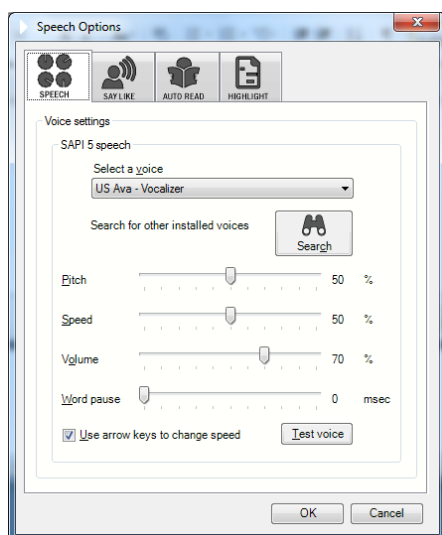 Speech Options
SPEECH
SAY LIKE
AUTO READ
HIGHLIGHT
Voice settings
SAPI 5 speech
Select a voice
US Ava - Vocalizer
Search for other installed voices
Search
Pitch 50 %
Speed 50 %
Volume 70 %
Word pause 0 msec
Use arrow keys to change speed
Test voice
OK
Cancel